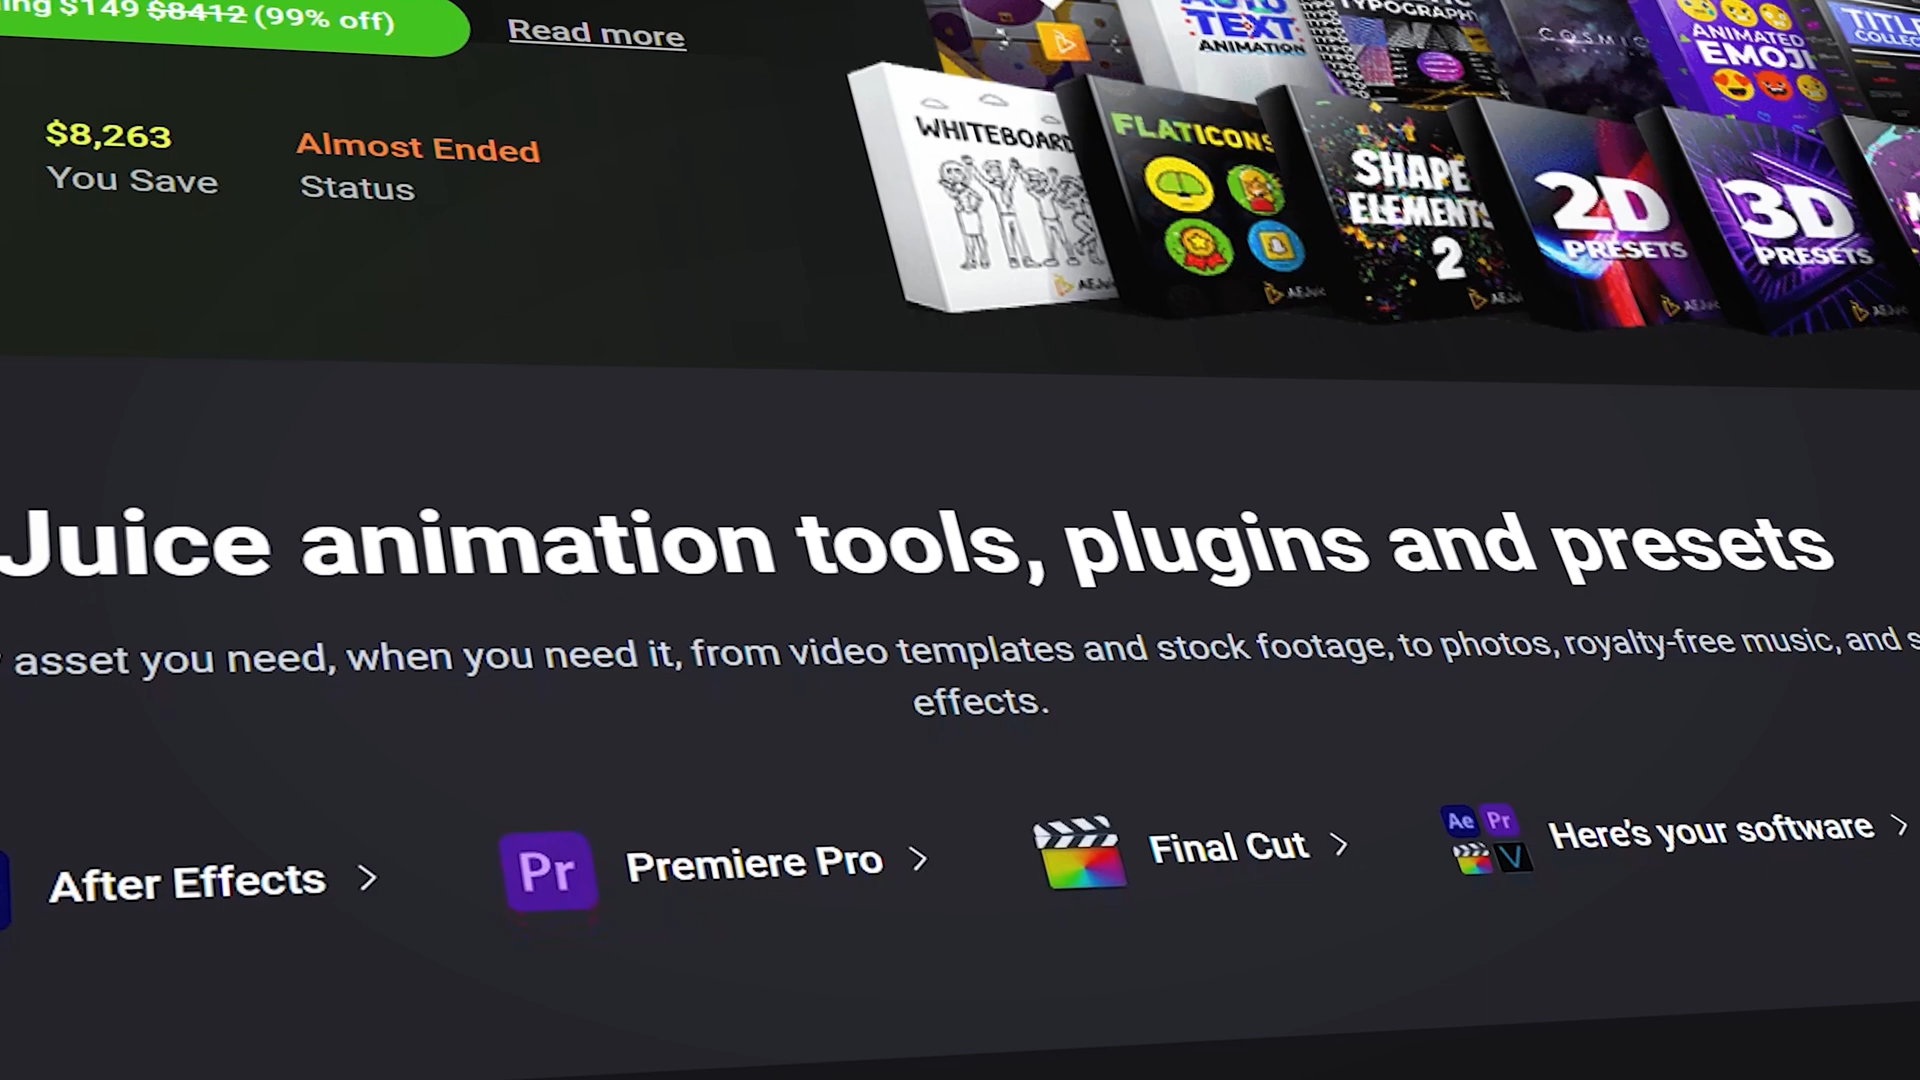 $149 $8412 (99% off)
Read more
$8,263
You Save
Almost Ended
Status
TEXT
ANIMATION
TYPOGRAPHY
COSMIC
ANIMATED
EMOJI
TITLE
WHITEBOARD
FLATICONS
SHAPE
ELEMENTS
2
2D
PRESETS
3D
PRESETS
Juice animation tools, plugins and presets
asset you need, when you need it, from video templates and stock footage, to photos, royalty-free music, and
effects.
After Effects >
Pr Premiere Pro >
Final Cut >
Ae Pr
V
Here's your software >